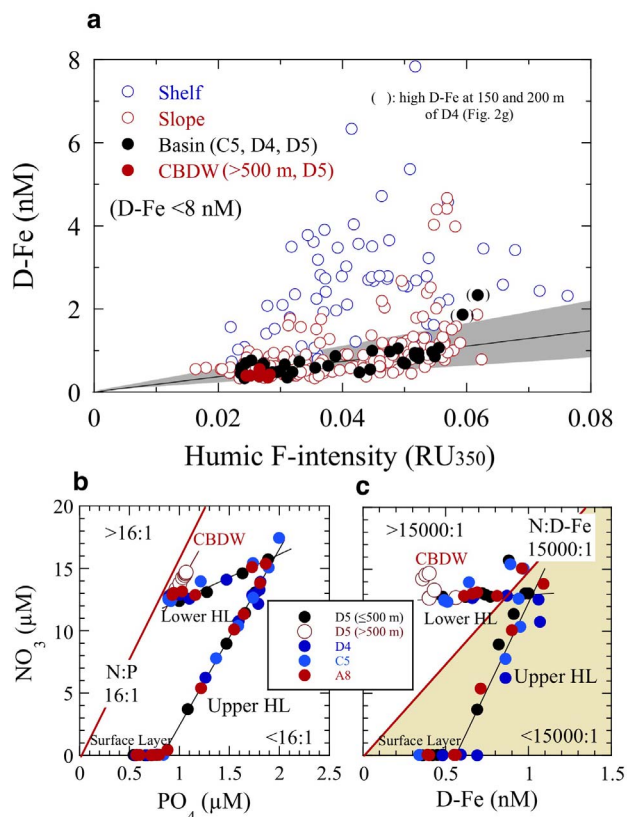 a
8
6
4
2
0
D-Fe (nM)
Shelf
Slope
Basin (C5, D4, D5)
CBDW (>500 m, D5)
(D-Fe <8 nM)
( ): high D-Fe at 150 and 200 m
of D4 (Fig. 2g)
( )
( )
0 0.02 0.04 0.06 0.08
Humic F-intensity (RU350)
b
20
15
10
5
0
NO3 (μM)
>16:1
CBDW
Lower HL
N:P
16:1
Upper HL
Surface Layer
<16:1
0 0.5 1 1.5 2 2.5
PO4 (μM)
D5 (≤500 m)
D5 (>500 m)
D4
C5
A8
c
>15000:1
N:D-Fe
15000:1
CBDW
Lower HL
Upper HL
Surface Layer
<15000:1
0 0.5 1 1.5
D-Fe (nM)